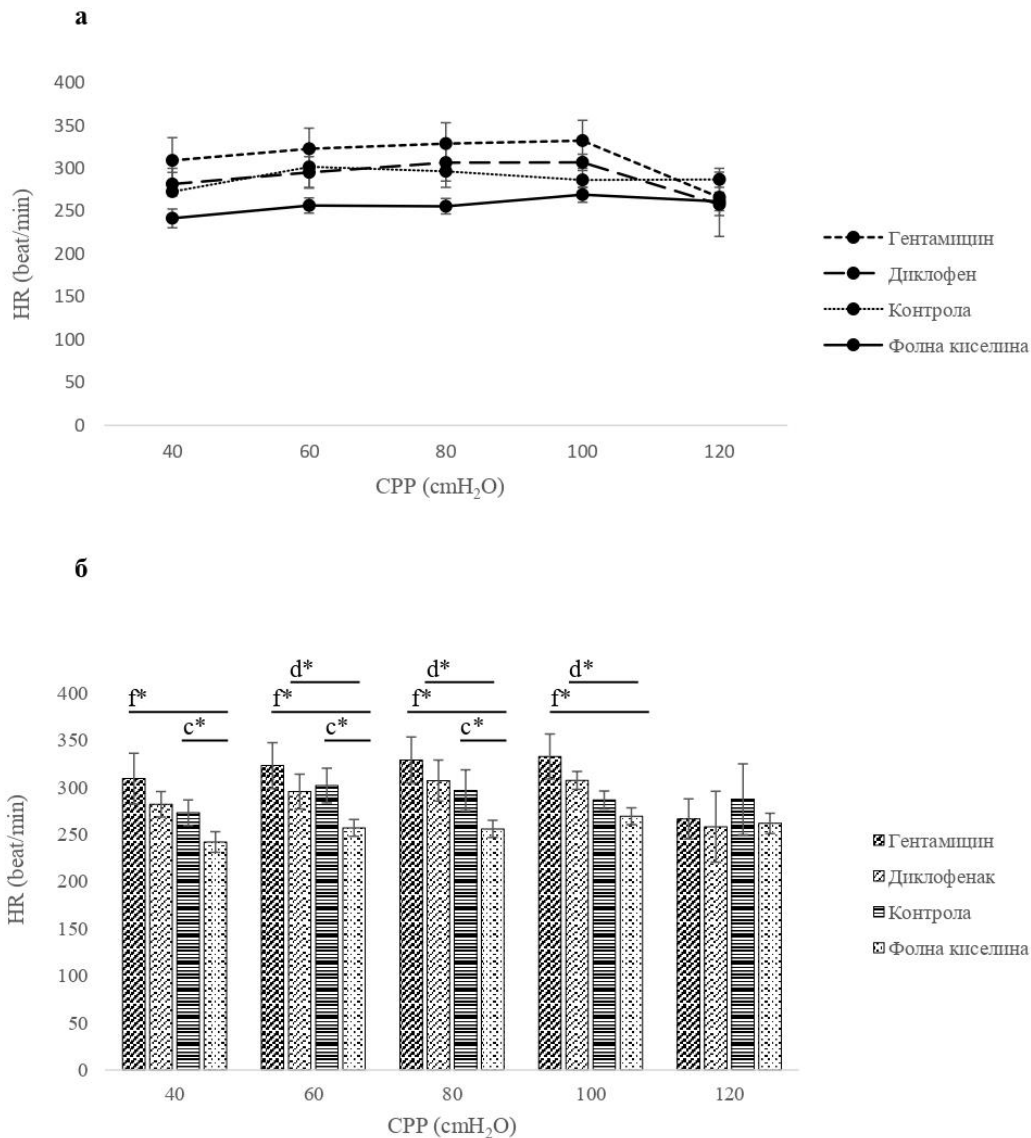 а
400
350
300
250
200
150
100
50
0
HR (beat/min)
40 60 80 100 120
CPP (cmH₂O)
Гентамицин
Диклофен
Контрола
Фолна киселина
б
d* d* d*
f* f* f* f*
c* c* c*
400
350
300
250
200
150
100
50
0
HR (beat/min)
40 60 80 100 120
CPP (cmH₂O)
Гентамицин
Диклофенак
Контрола
Фолна киселина